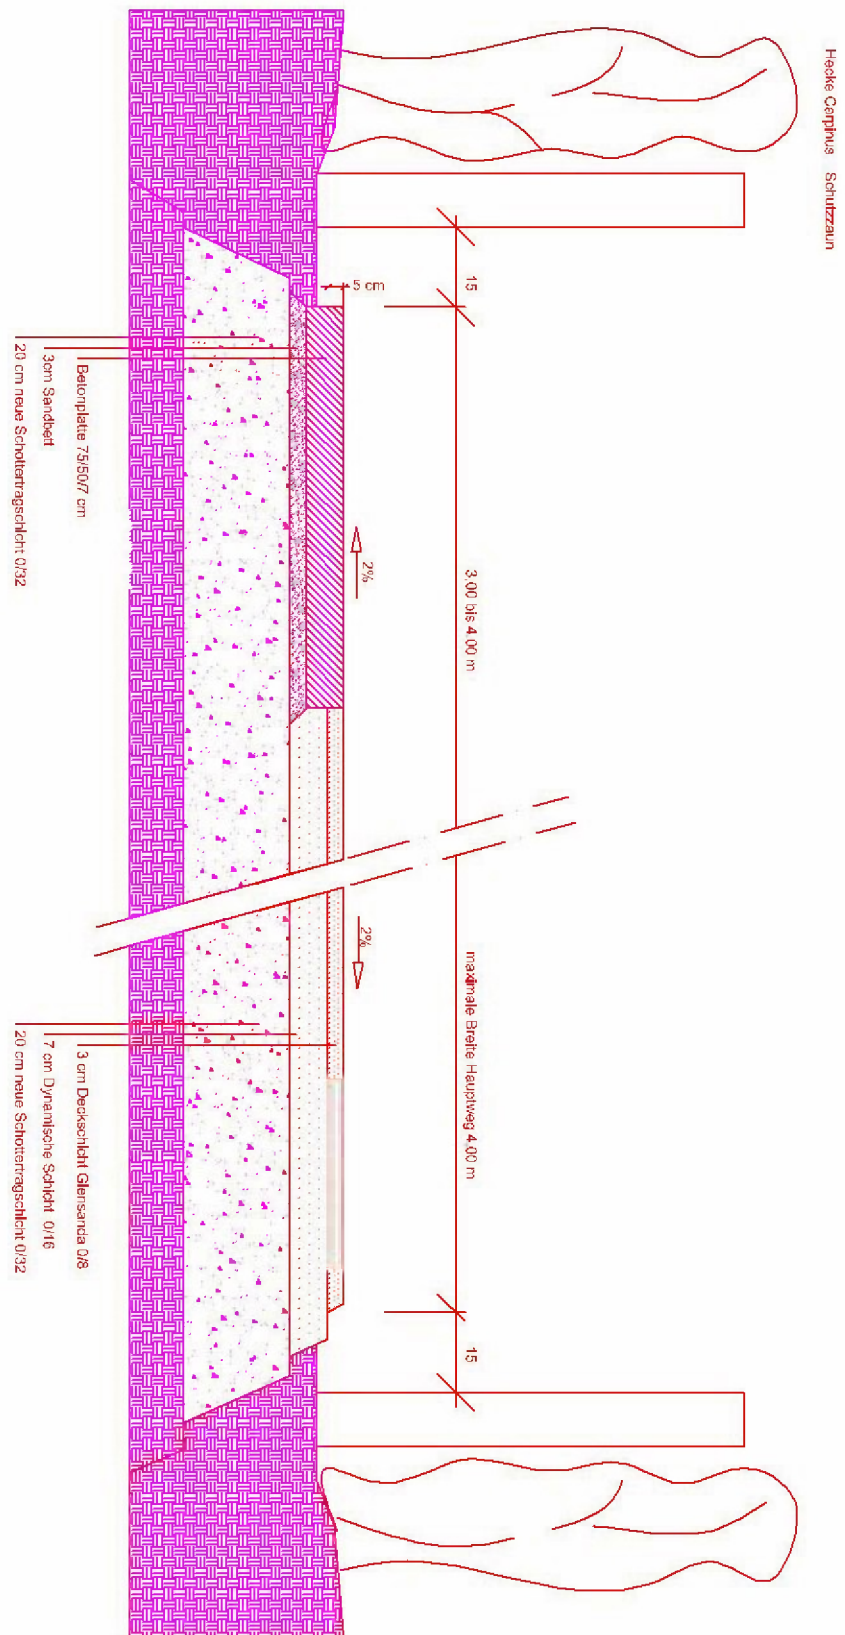 Hecke Carpinus Schutzzaun
15
3,00 bis 4,00 m
maximale Breite Hauptweg 4,00 m
15
5 cm
2%
2%
Betonplatte 75/50/7 cm
3cm Sandbett
20 cm neue Schottertragschicht 0/32
3 cm Deckschicht Glensanda 0/8
7 cm Dynamische Schicht 0/16
20 cm neue Schottertragschicht 0/32